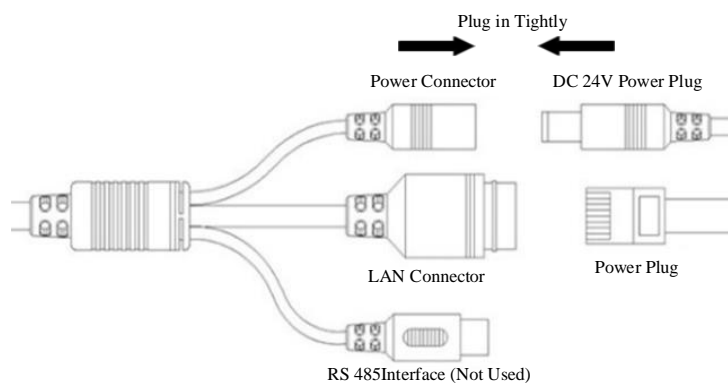 Plug in Tightly
Power Connector
DC 24V Power Plug
LAN Connector
Power Plug
RS 485Interface (Not Used)